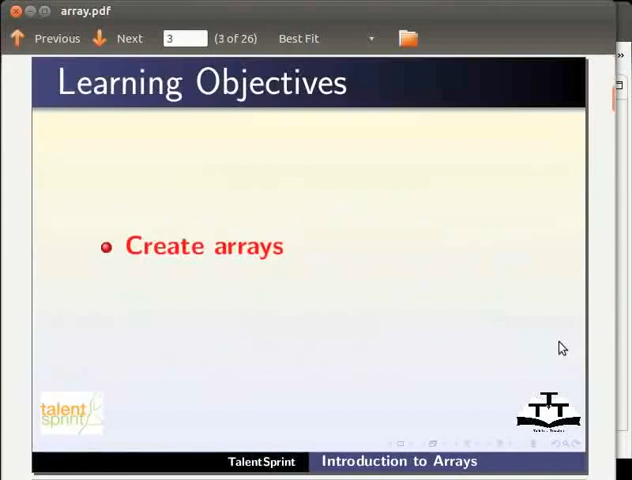 array.pdf
Previous Next 3 (3 of 26) Best Fit
Learning Objectives
Create arrays
talent
sprint
TTT
TalentSprint Introduction to Arrays